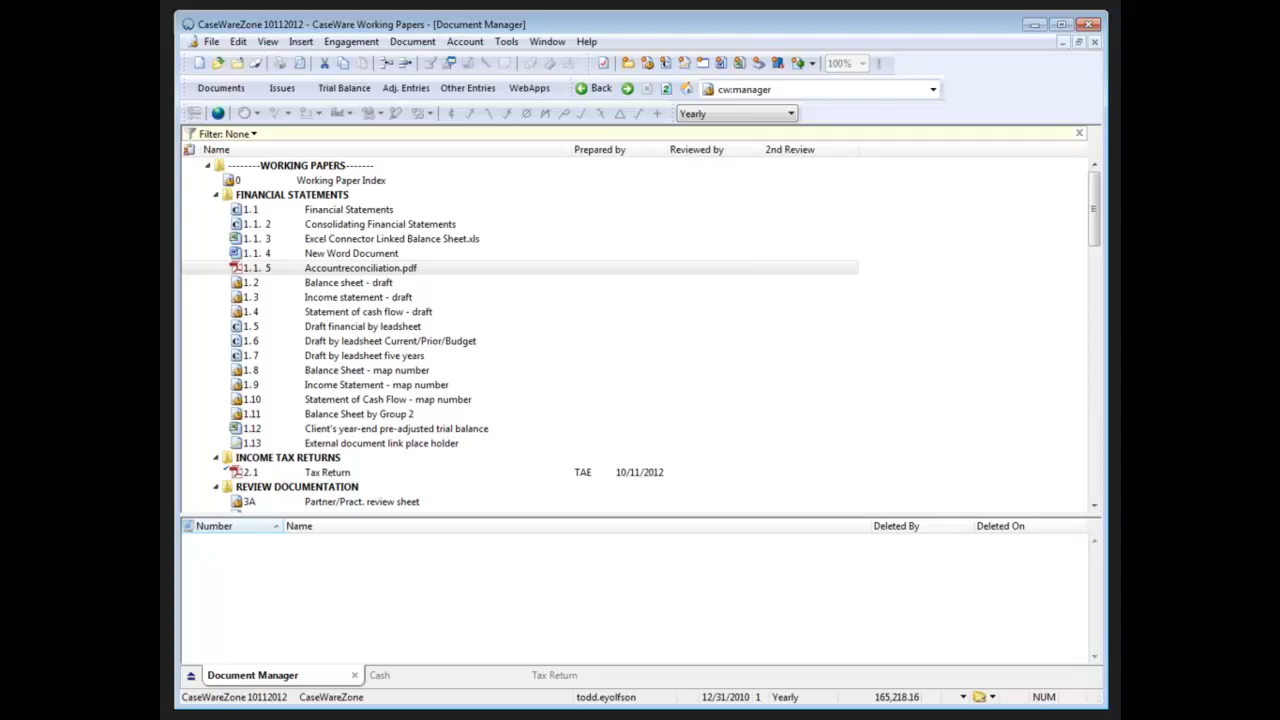 CaseWareZone 10112012 - CaseWare Working Papers - [Document Manager]
File Edit View Insert Engagement Document Account Tools Window Help
100%
Documents Issues Trial Balance Adj. Entries Other Entries WebApps Back cw:manager
Yearly
Filter: None
Name Prepared by Reviewed by 2nd Review
--------WORKING PAPERS-------
0 Working Paper Index
FINANCIAL STATEMENTS
1. 1 Financial Statements
1.1. 2 Consolidating Financial Statements
1.1. 3 Excel Connector Linked Balance Sheet.xls
1.1. 4 New Word Document
1.1. 5 Accountreconciliation.pdf
1. 2 Balance sheet - draft
1. 3 Income statement - draft
1. 4 Statement of cash flow - draft
1. 5 Draft financial by leadsheet
1. 6 Draft by leadsheet Current/Prior/Budget
1. 7 Draft by leadsheet five years
1. 8 Balance Sheet - map number
1. 9 Income Statement - map number
1.10 Statement of Cash Flow - map number
1.11 Balance Sheet by Group 2
1.12 Client's year-end pre-adjusted trial balance
1.13 External document link place holder
INCOME TAX RETURNS
2. 1 Tax Return TAE 10/11/2012
REVIEW DOCUMENTATION
3A Partner/Pract. review sheet
Number Name Deleted By Deleted On
Document Manager Cash Tax Return
CaseWareZone 10112012 CaseWareZone todd.eyolfson 12/31/2010 1 Yearly 165,218.16 NUM